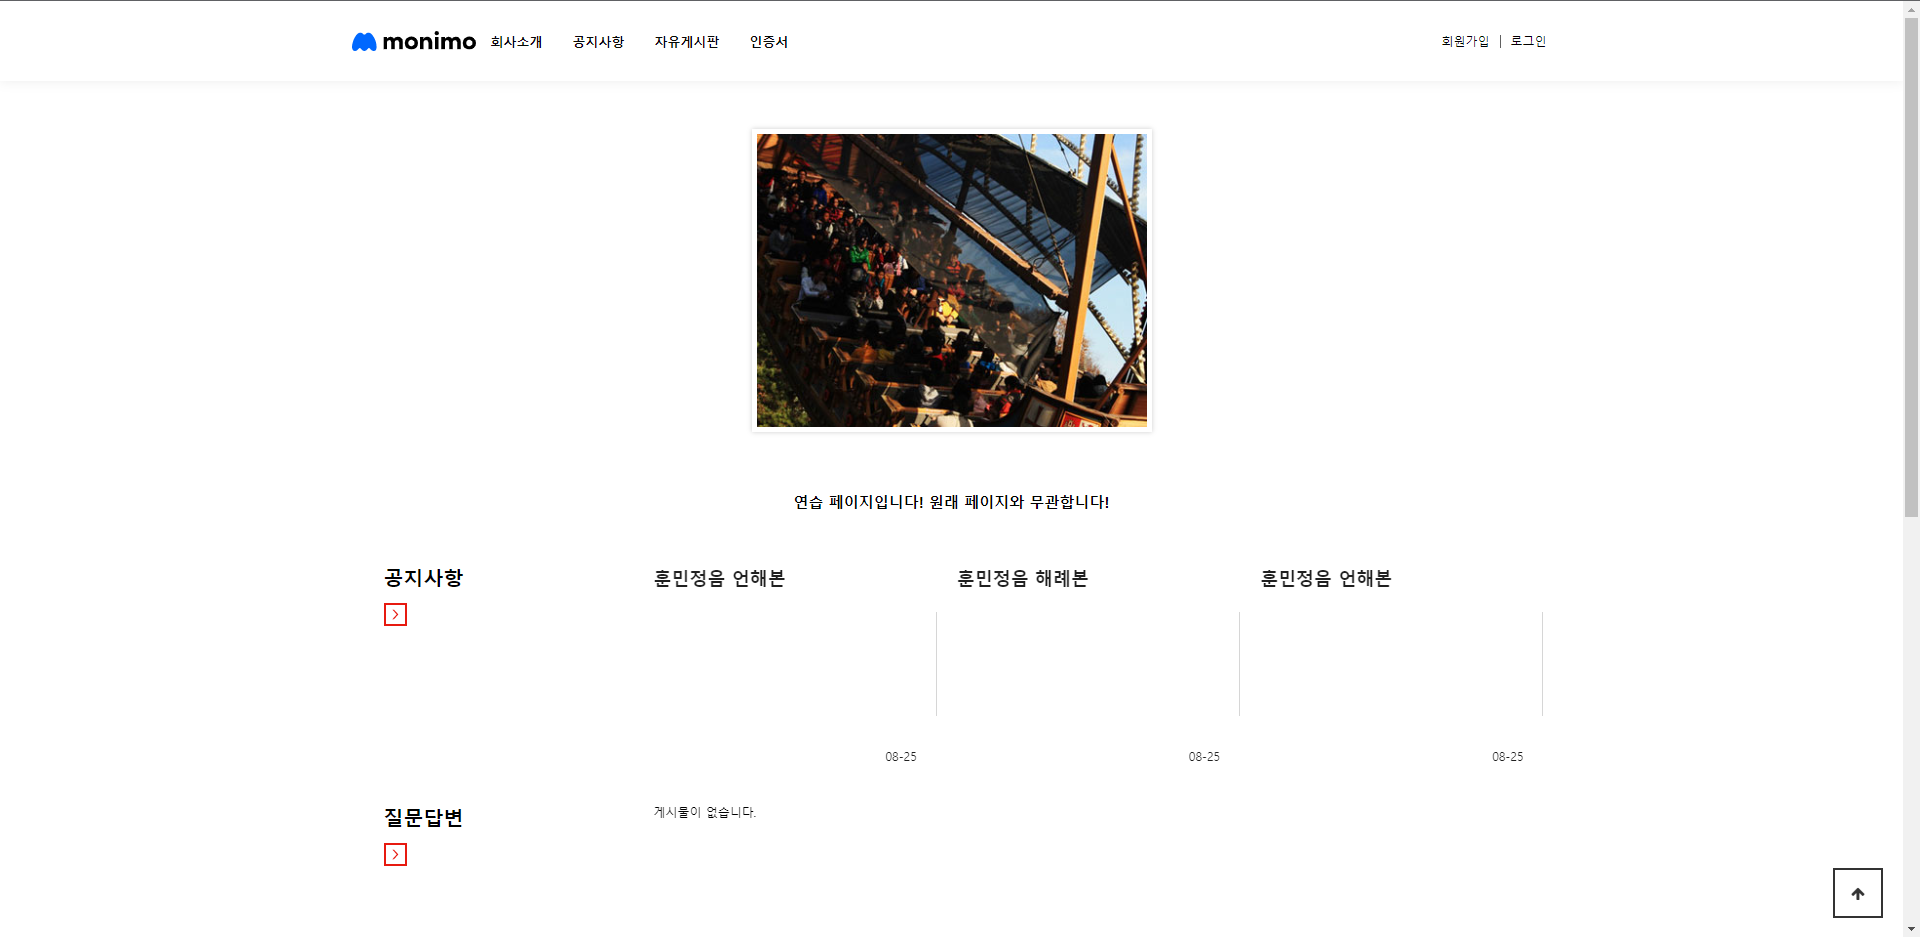 monimo 회사소개 공지사항 자유게시판 인증서 회원가입 | 로그인
연습 페이지입니다! 원래 페이지와 무관합니다!
공지사항 훈민정음 언해본 훈민정음 해례본 훈민정음 언해본
08-25 08-25 08-25
질문답변 게시물이 없습니다.